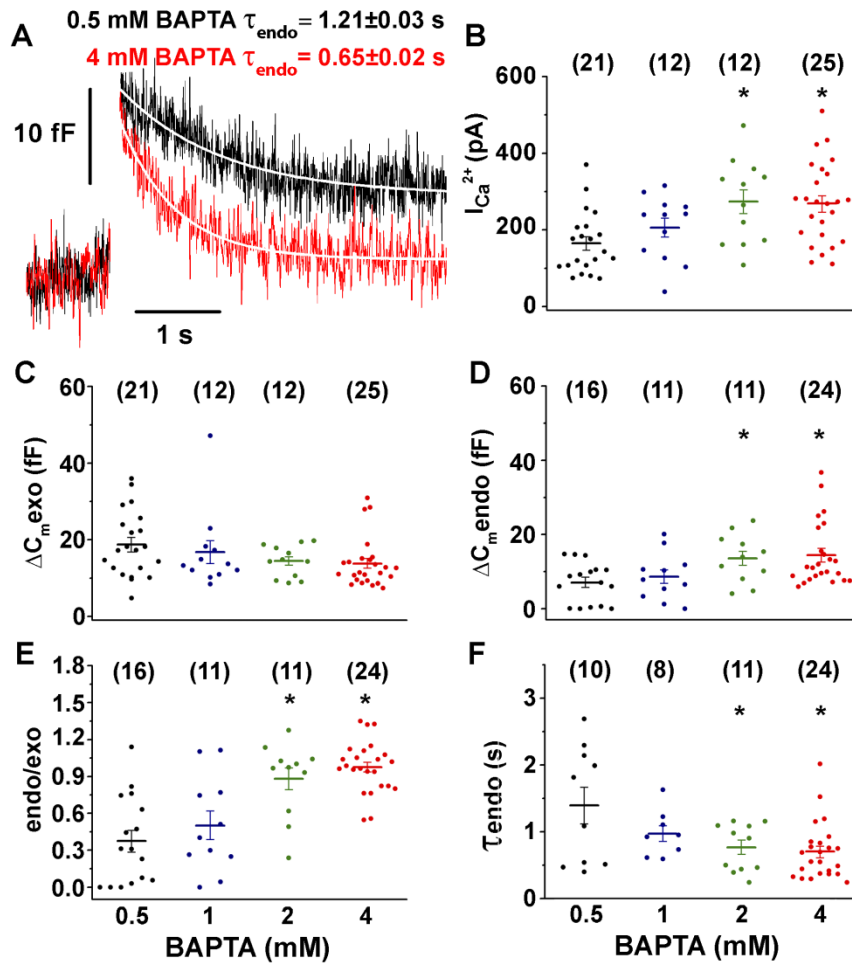 A
0.5 mM BAPTA τendo= 1.21±0.03 s
4 mM BAPTA τendo= 0.65±0.02 s
10 fF
1 s
B
(21) (12) (12) (25)
* *
600
400
200
0
ICa2+ (pA)
C
(21) (12) (12) (25)
60
40
20
0
ΔCm exo (fF)
D
(16) (11) (11) (24)
* *
60
40
20
0
ΔCm endo (fF)
E
(16) (11) (11) (24)
* *
1.8
1.5
1.2
0.9
0.6
0.3
0.0
endo/exo
0.5 1 2 4
BAPTA (mM)
F
(10) (8) (11) (24)
* *
3
2
1
0
τendo (s)
0.5 1 2 4
BAPTA (mM)